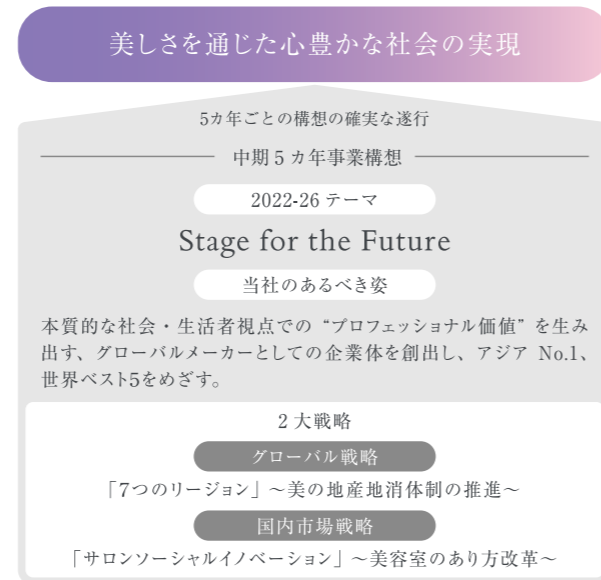 美しさを通じた心豊かな社会の実現
5カ年ごとの構想の確実な遂行
中期5カ年事業構想
2022-26 テーマ
Stage for the Future
当社のあるべき姿
本質的な社会・生活者視点での“プロフェッショナル価値”を生み
出す、グローバルメーカーとしての企業体を創出し、アジア No.1、
世界ベスト5をめざす。
2大戦略
グローバル戦略
「7つのリージョン」〜美の地産地消体制の推進〜
国内市場戦略
「サロンソーシャルイノベーション」〜美容室のあり方改革〜